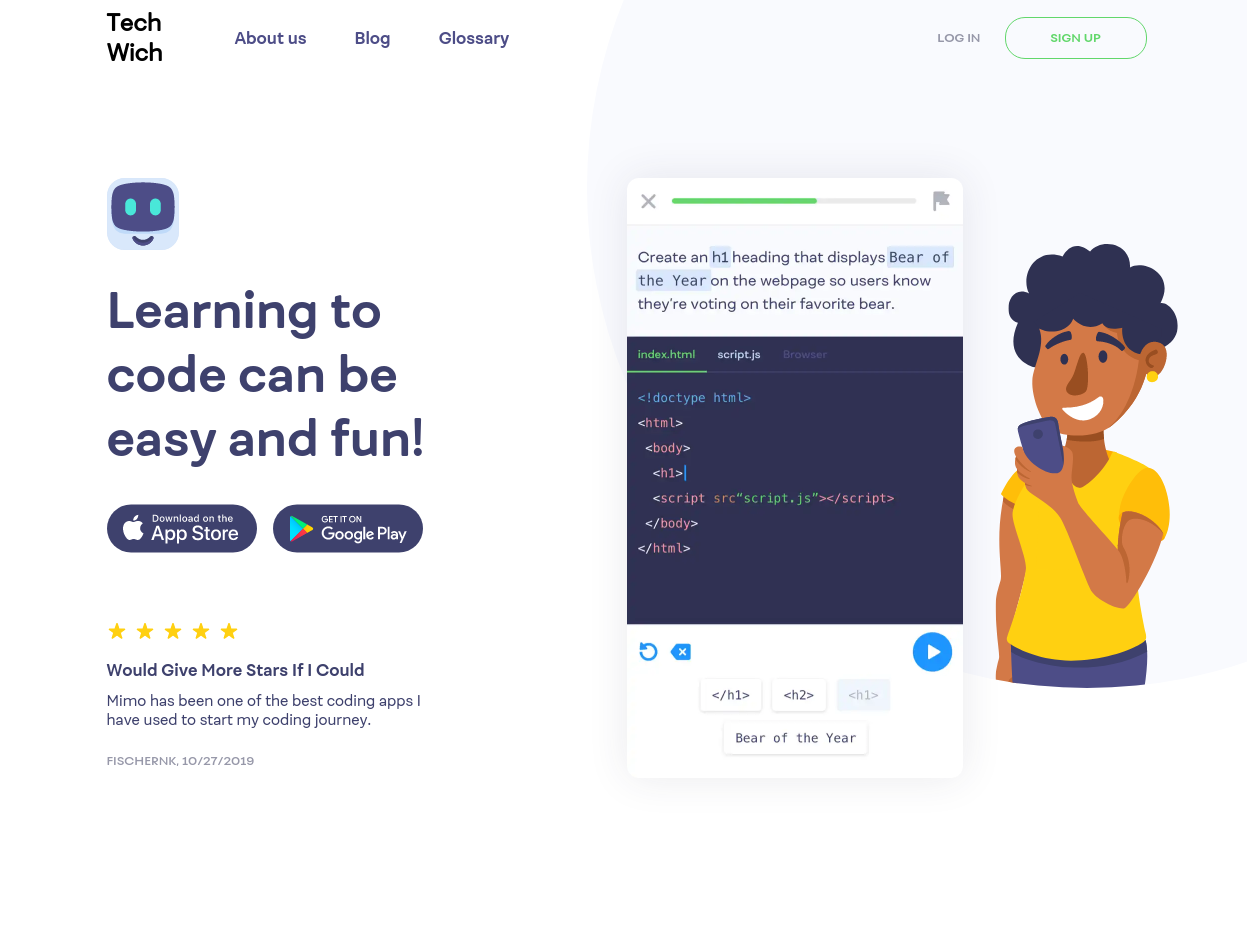 Tech
Wich
About us
Blog
Glossary
LOG IN
SIGN UP
Learning to
code can be
easy and fun!
Download on the
App Store
GET IT ON
Google Play
Would Give More Stars If I Could
Mimo has been one of the best coding apps I
have used to start my coding journey.
FISCHERNK, 10/27/2019
Create an h1 heading that displays Bear of
the Year on the webpage so users know
they’re voting on their favorite bear.
index.html
script.js
Browser
<!doctype html>
<html>
<body>
<h1>
<script src“script.js”></script>
</body>
</html>
</h1>
<h2>
<h1>
Bear of the Year